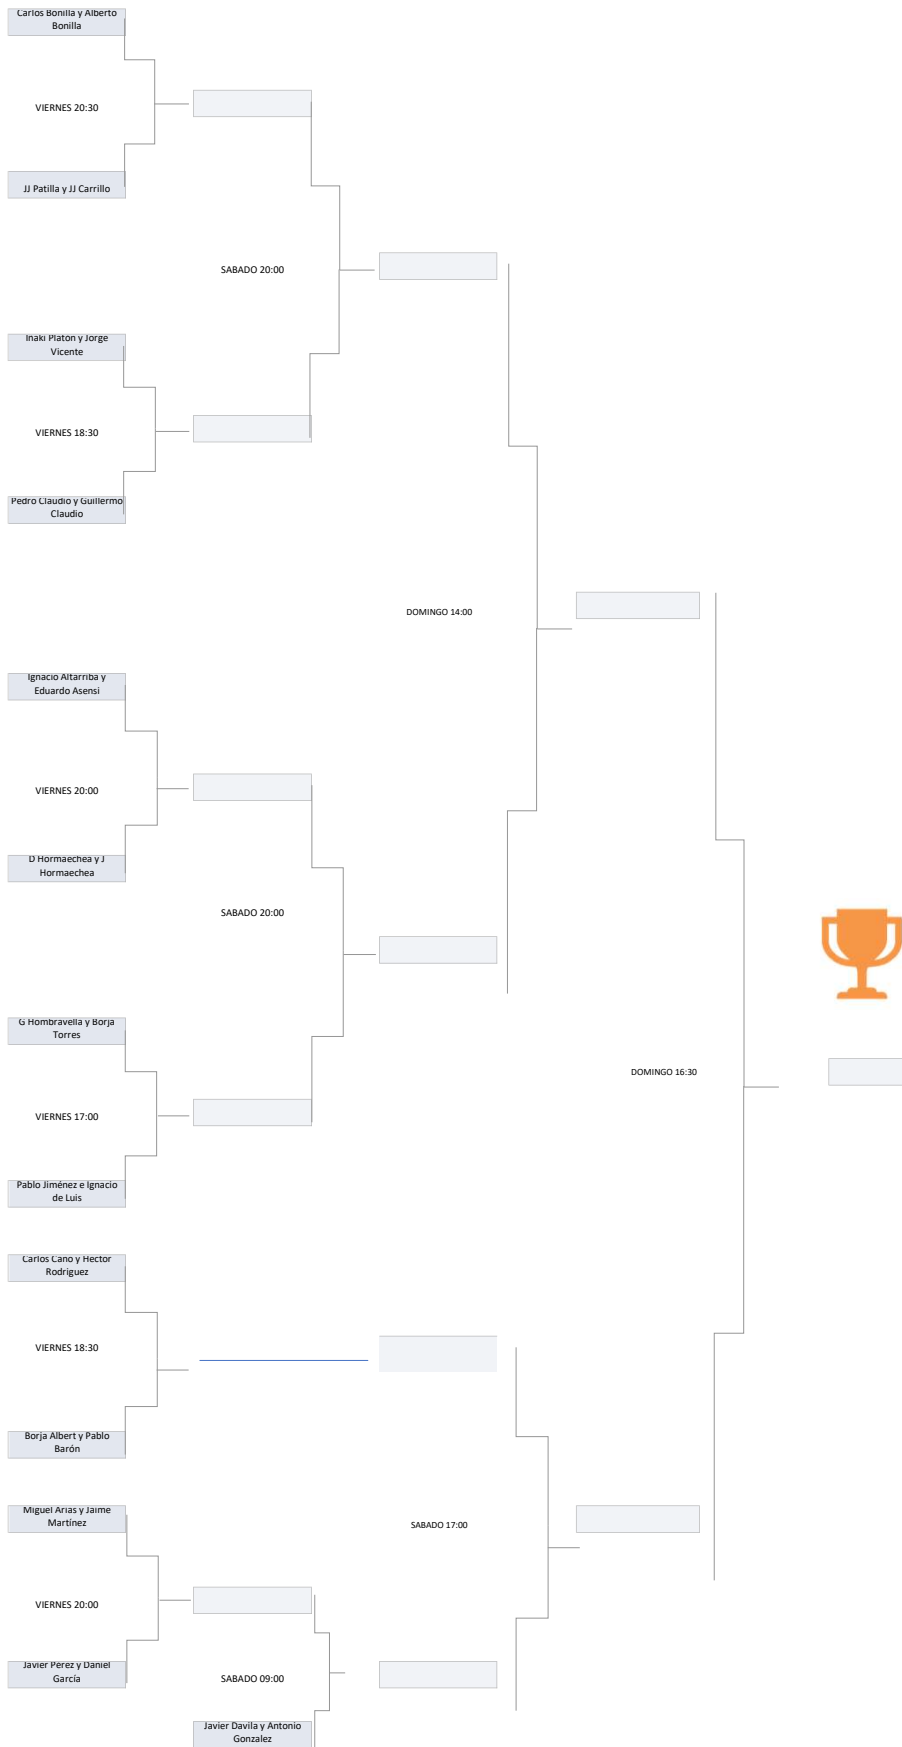 Carlos Bonilla y Alberto
Bonilla
VIERNES 20:30
JJ Patilla y JJ Carrillo
SABADO 20:00
Iñaki Platon y Jorge
Vicente
VIERNES 18:30
Pedro Claudio y Guillermo
Claudio
DOMINGO 14:00
Ignacio Altarriba y
Eduardo Asensi
VIERNES 20:00
D Hormaechea y J
Hormaechea
SABADO 20:00
G Hombravella y Borja
Torres
DOMINGO 16:30
VIERNES 17:00
Pablo Jiménez e Ignacio
de Luis
Carlos Cano y Hector
Rodriguez
VIERNES 18:30
Borja Albert y Pablo
Barón
Miguel Arias y Jaime
Martínez
SABADO 17:00
VIERNES 20:00
Javier Pérez y Daniel
García
SABADO 09:00
Javier Davila y Antonio
Gonzalez